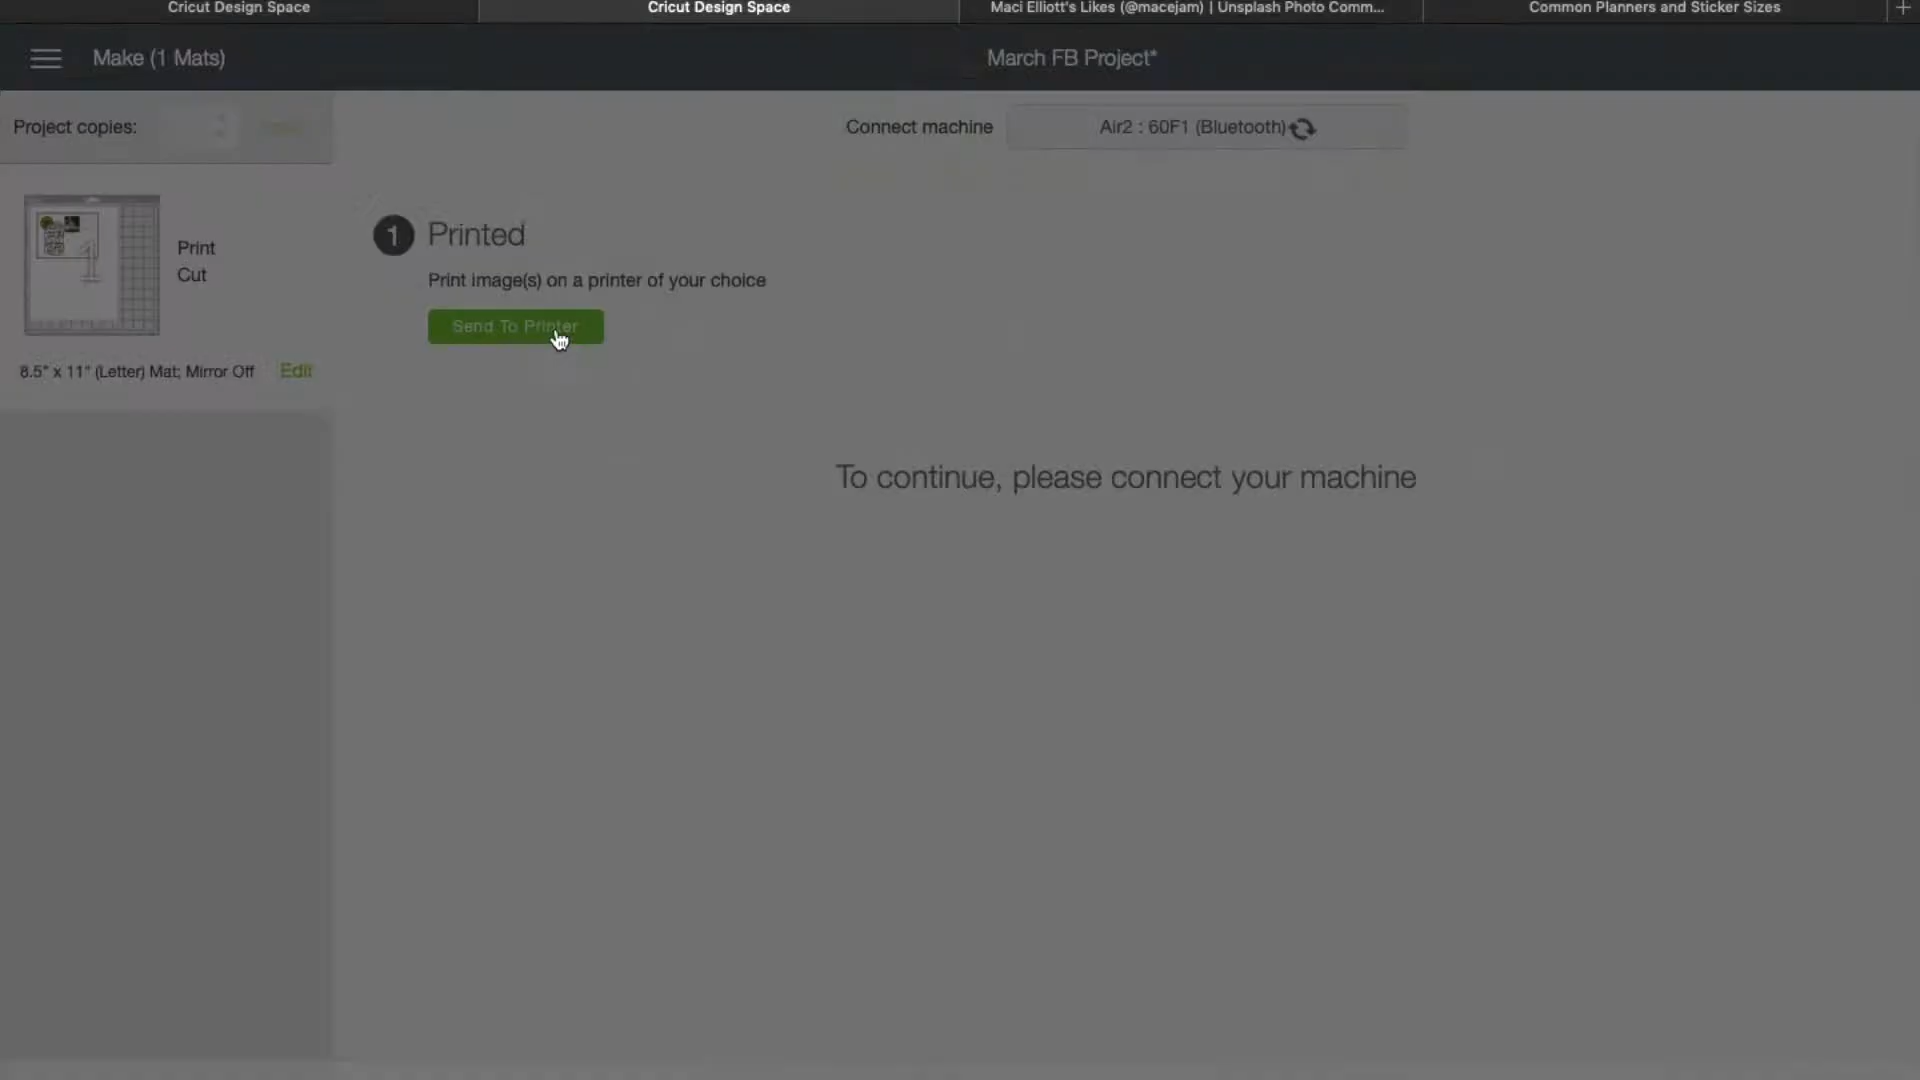 Cricut Design Space
Cricut Design Space
Maci Elliott's Likes (@macejam) | Unsplash Photo Comm...
Common Planners and Sticker Sizes
+
Make (1 Mats)
March FB Project*
Project copies:
Connect machine
Air2 : 60F1 (Bluetooth)
1
Printed
Print
Cut
Print image(s) on a printer of your choice
Send To Printer
8.5" x 11" (Letter) Mat; Mirror Off
Edit
To continue, please connect your machine